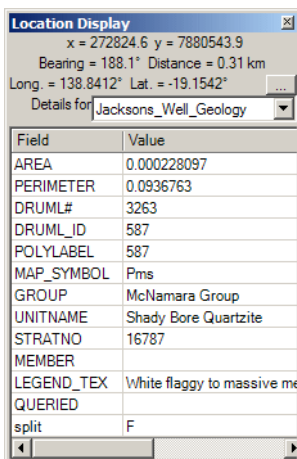 Location Display
x = 272824.6 y = 7880543.9
Bearing = 188.1° Distance = 0.31 km
Long. = 138.8412° Lat. = -19.1542° ...
Details for Jacksons_Well_Geology
Field Value
AREA 0.000228097
PERIMETER 0.0936763
DRUML# 3263
DRUML_ID 587
POLYLABEL 587
MAP_SYMBOL Pms
GROUP McNamara Group
UNITNAME Shady Bore Quartzite
STRATNO 16787
MEMBER
LEGEND_TEX White flaggy to massive me
QUERIED
split F